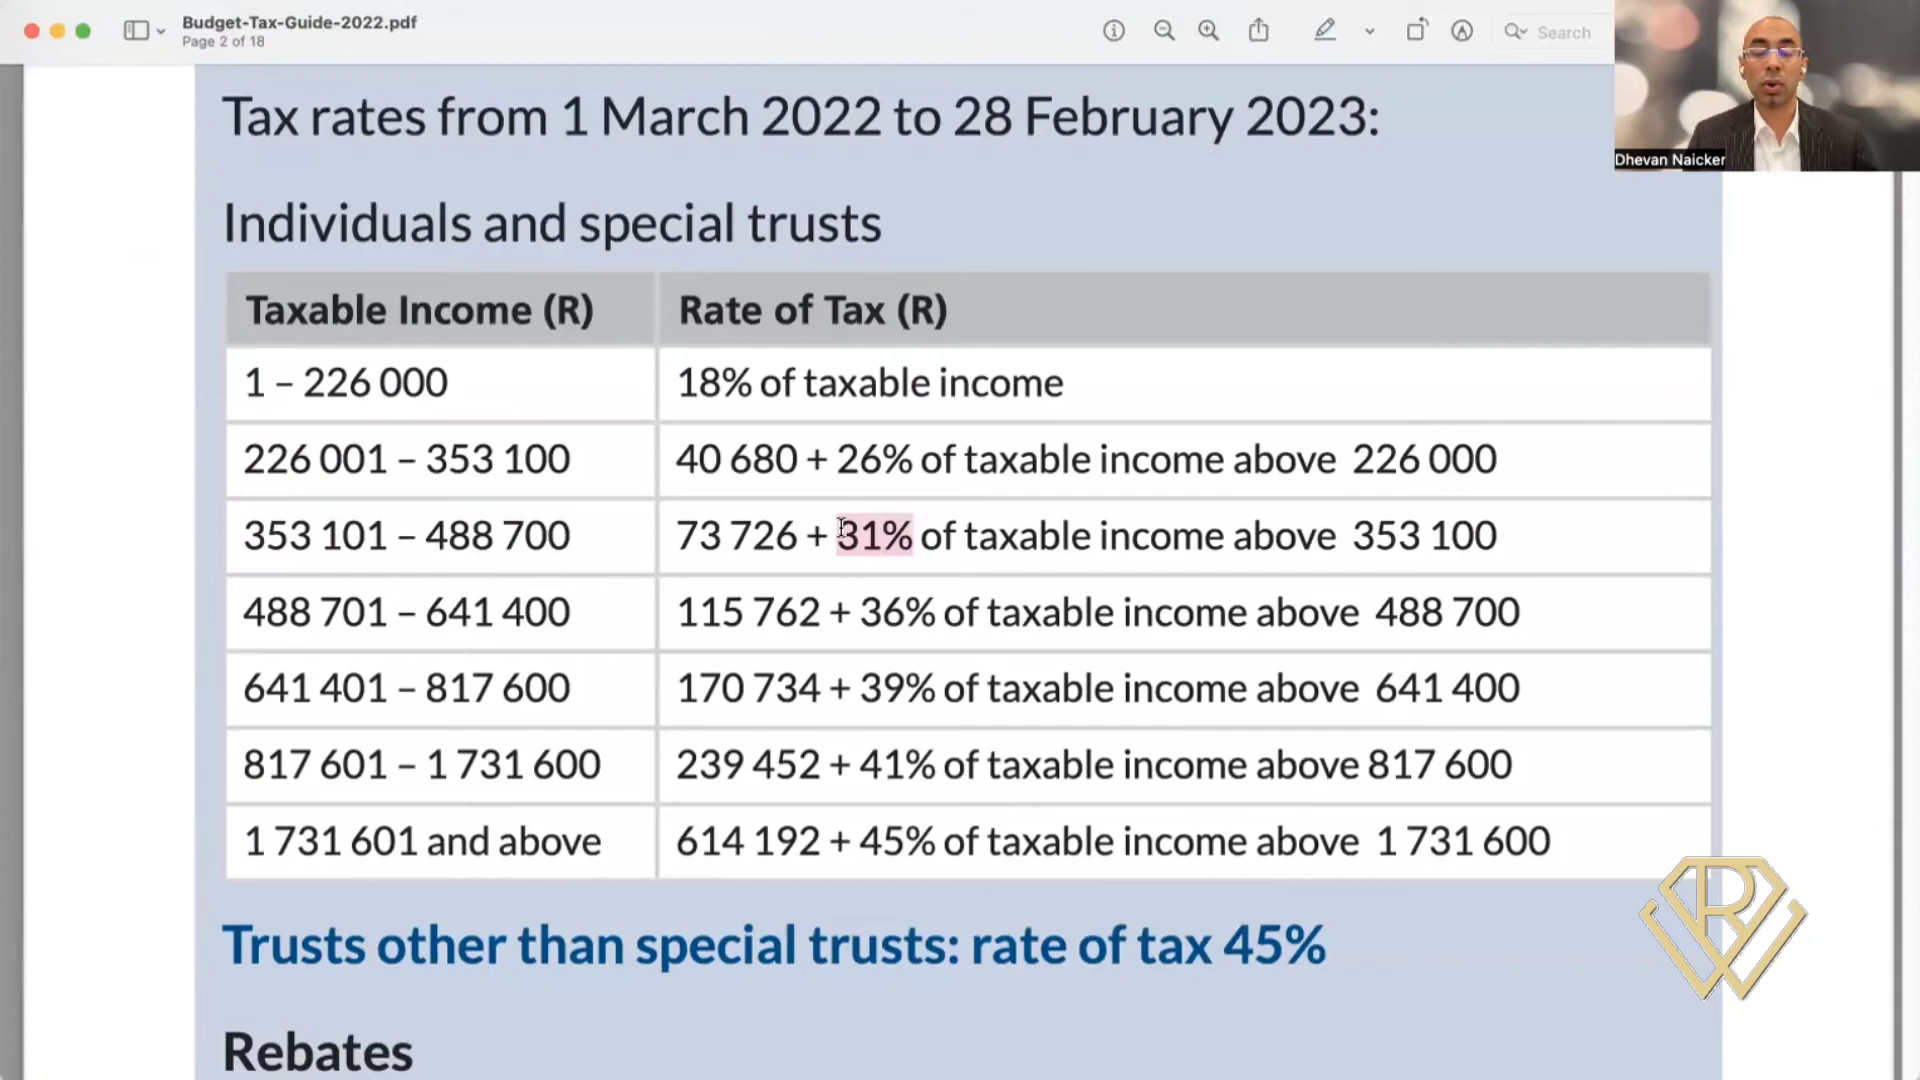 Budget-Tax-Guide-2022.pdf
Page 2 of 18
Search
Dhevan Naicker
Tax rates from 1 March 2022 to 28 February 2023:
Individuals and special trusts
Taxable Income (R) Rate of Tax (R)
1 – 226 000 18% of taxable income
226 001 – 353 100 40 680 + 26% of taxable income above 226 000
353 101 – 488 700 73 726 + 31% of taxable income above 353 100
488 701 – 641 400 115 762 + 36% of taxable income above 488 700
641 401 – 817 600 170 734 + 39% of taxable income above 641 400
817 601 – 1 731 600 239 452 + 41% of taxable income above 817 600
1 731 601 and above 614 192 + 45% of taxable income above 1 731 600
Trusts other than special trusts: rate of tax 45%
Rebates
RW